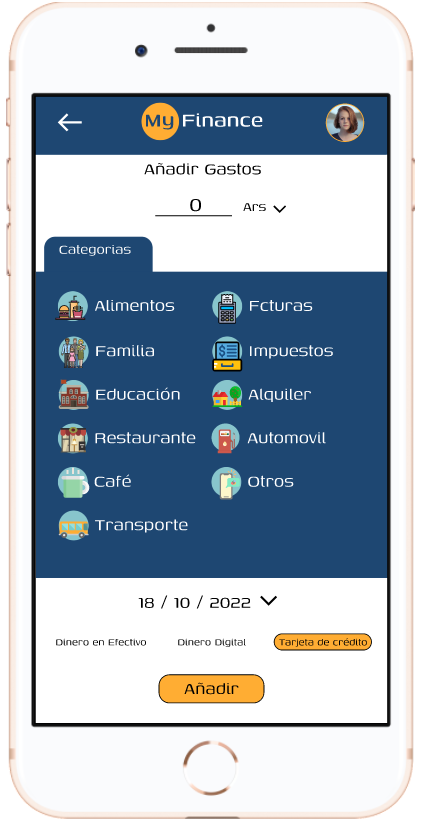 My Finance
Añadir Gastos
0 Ars
Categorias
Alimentos Fcturas
Familia Impuestos
Educación Alquiler
Restaurante Automovil
Café Otros
Transporte
18 / 10 / 2022
Dinero en Efectivo Dinero Digital Tarjeta de crédito
Añadir